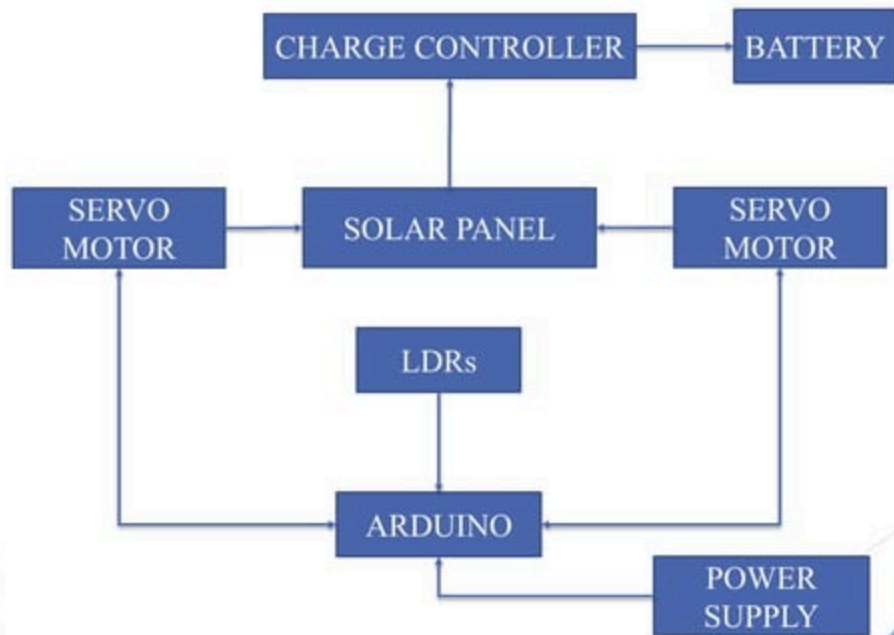 CHARGE CONTROLLER
BATTERY
SERVO
MOTOR
SOLAR PANEL
SERVO
MOTOR
LDRs
ARDUINO
POWER
SUPPLY